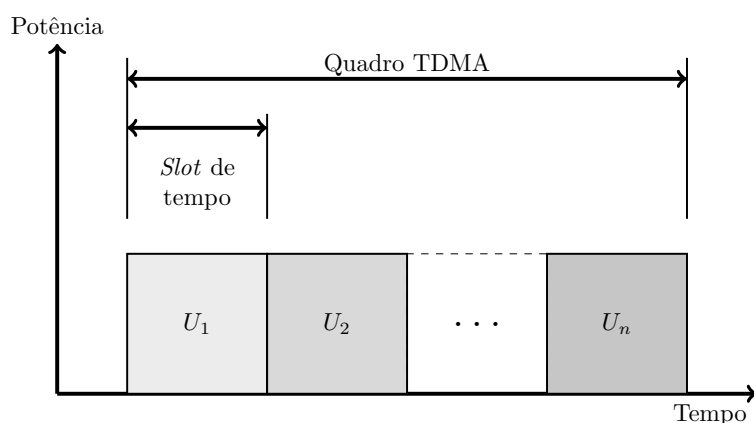 Potência
Quadro TDMA
Slot de
tempo
U1
U2
...
Un
Tempo